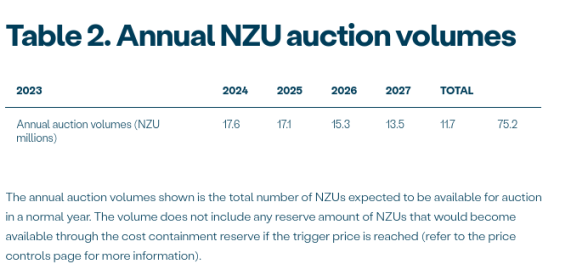 Table 2. Annual NZU auction volumes
2023 2024 2025 2026 2027 TOTAL
Annual auction volumes (NZU 17.6 17.1 15.3 13.5 11.7 75.2
millions)
The annual auction volumes shown is the total number of NZUs expected to be available for auction
in a normal year. The volume does not include any reserve amount of NZUs that would become
available through the cost containment reserve if the trigger price is reached (refer to the price
controls page for more information).